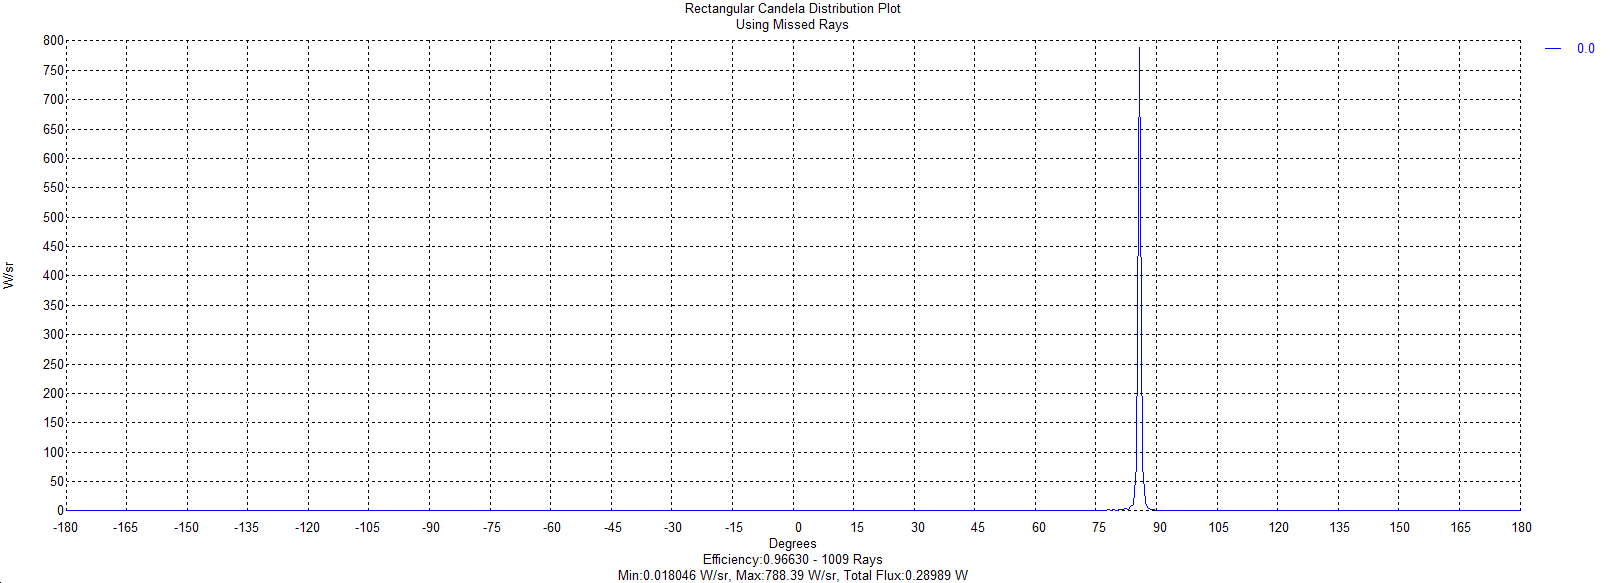 Rectangular Candela Distribution Plot
Using Missed Rays
0.0
800
750
700
650
600
550
500
450
400
350
300
250
200
150
100
50
0
W/sr
-180 -165 -150 -135 -120 -105 -90 -75 -60 -45 -30 -15 0 15 30 45 60 75 90 105 120 135 150 165 180
Degrees
Efficiency:0.96630 - 1009 Rays
Min:0.018046 W/sr, Max:788.39 W/sr, Total Flux:0.28989 W